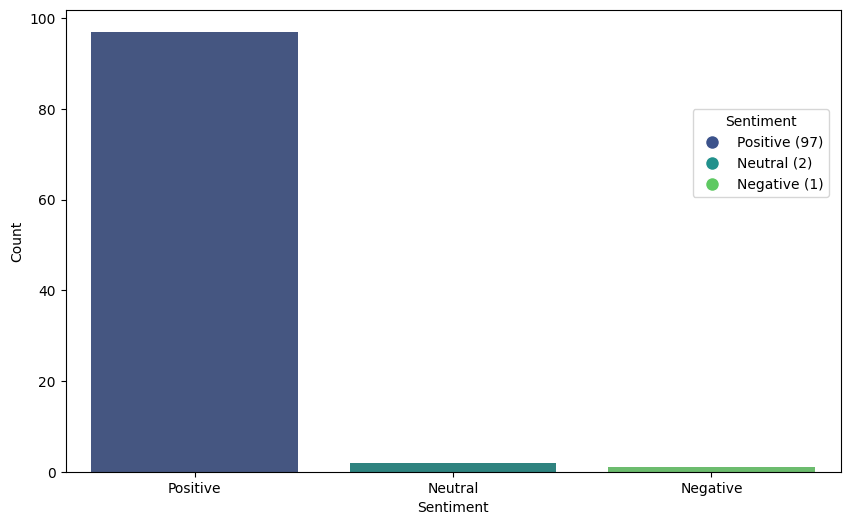 100
80
60
40
20
0
Count
Sentiment
Positive (97)
Neutral (2)
Negative (1)
Positive
Neutral
Negative
Sentiment